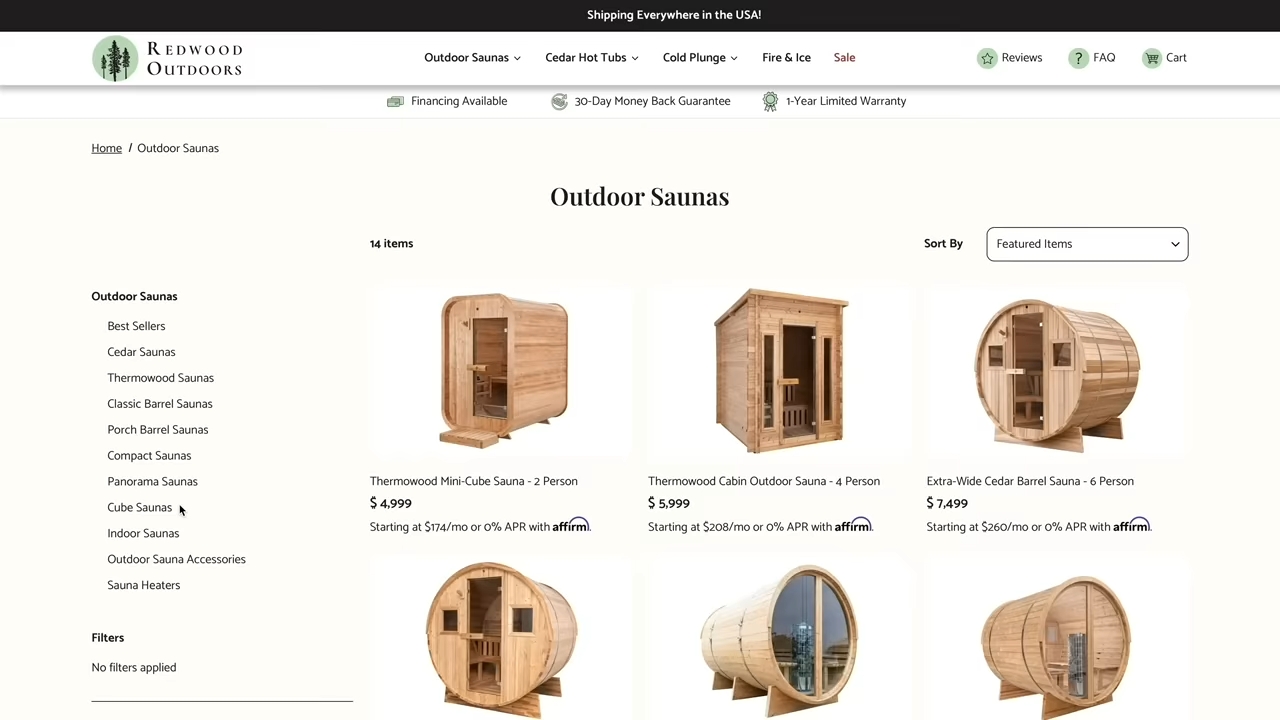 Shipping Everywhere in the USA!
REDWOOD
OUTDOORS
Outdoor Saunas
Cedar Hot Tubs
Cold Plunge
Fire & Ice
Sale
Reviews
? FAQ
Cart
Financing Available
30-Day Money Back Guarantee
1-Year Limited Warranty
Home / Outdoor Saunas
Outdoor Saunas
14 items
Sort By
Featured Items
Outdoor Saunas
Best Sellers
Cedar Saunas
Thermowood Saunas
Classic Barrel Saunas
Porch Barrel Saunas
Compact Saunas
Panorama Saunas
Cube Saunas
Indoor Saunas
Outdoor Sauna Accessories
Sauna Heaters
Filters
No filters applied
Thermowood Mini-Cube Sauna - 2 Person
$ 4,999
Starting at $174/mo or 0% APR with affirm.
Thermowood Cabin Outdoor Sauna - 4 Person
$ 5,999
Starting at $208/mo or 0% APR with affirm.
Extra-Wide Cedar Barrel Sauna - 6 Person
$ 7,499
Starting at $260/mo or 0% APR with affirm.